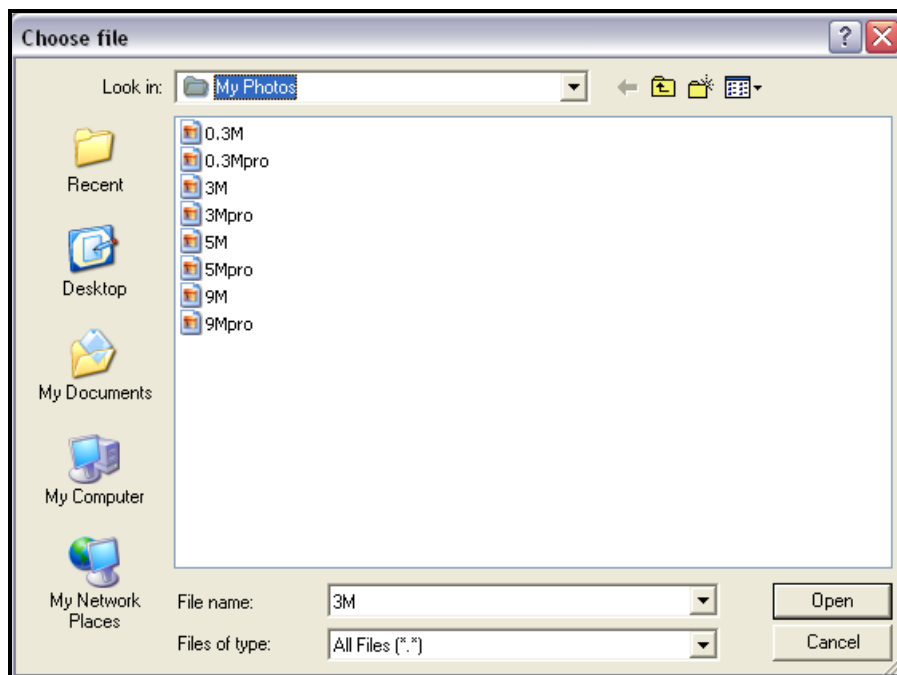 Choose file
?
Look in:
My Photos
Recent
Desktop
My Documents
My Computer
My Network
Places
0.3M
0.3Mpro
3M
3Mpro
5M
5Mpro
9M
9Mpro
File name:
3M
Open
Files of type:
All Files (*.*)
Cancel